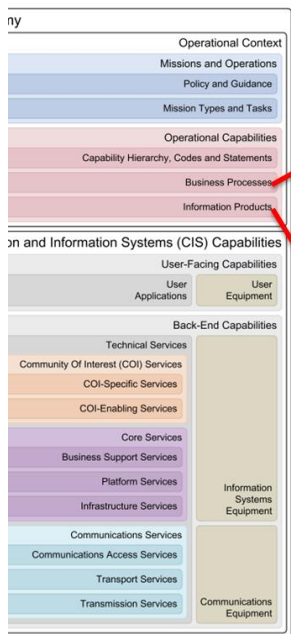 ny
Operational Context
Missions and Operations
Policy and Guidance
Mission Types and Tasks
Operational Capabilities
Capability Hierarchy, Codes and Statements
Business Processes
Information Products
on and Information Systems (CIS) Capabilities
User-Facing Capabilities
User
Applications
User
Equipment
Back-End Capabilities
Technical Services
Community Of Interest (COI) Services
COI-Specific Services
COI-Enabling Services
Core Services
Business Support Services
Platform Services
Infrastructure Services
Information
Systems
Equipment
Communications Services
Communications Access Services
Transport Services
Transmission Services
Communications
Equipment